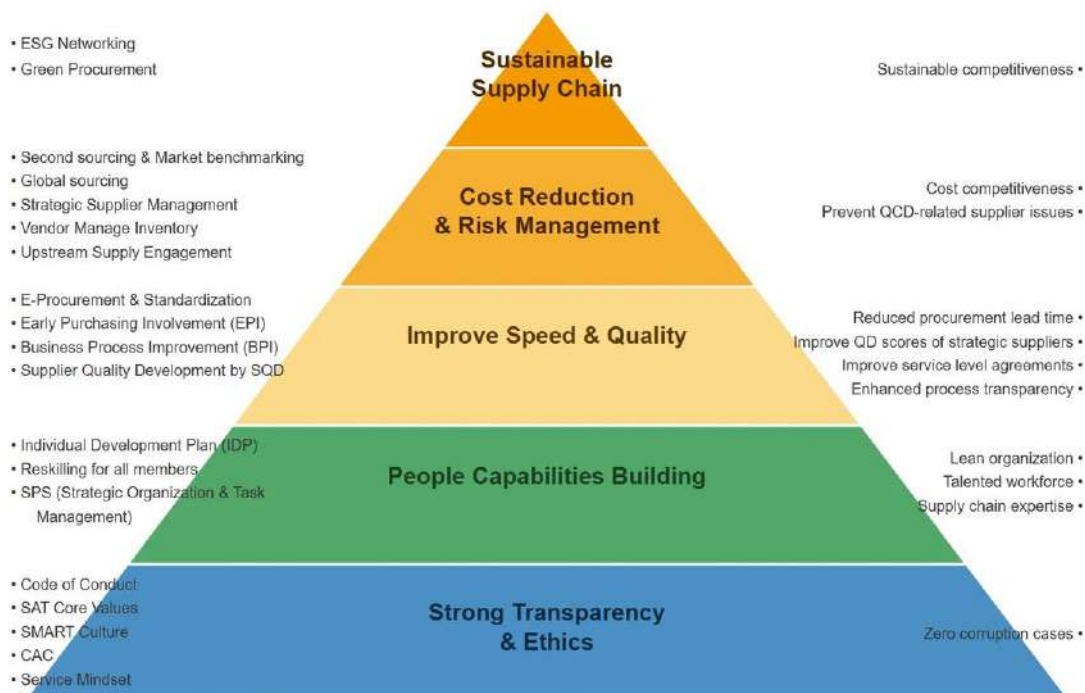 Sustainable
Supply Chain
• ESG Networking
• Green Procurement
Sustainable competitiveness •
Cost Reduction
& Risk Management
• Second sourcing & Market benchmarking
• Global sourcing
• Strategic Supplier Management
• Vendor Manage Inventory
• Upstream Supply Engagement
Cost competitiveness •
Prevent QCD-related supplier issues •
Improve Speed & Quality
• E-Procurement & Standardization
• Early Purchasing Involvement (EPI)
• Business Process Improvement (BPI)
• Supplier Quality Development by SQD
Reduced procurement lead time •
Improve QD scores of strategic suppliers •
Improve service level agreements •
Enhanced process transparency •
People Capabilities Building
• Individual Development Plan (IDP)
• Reskilling for all members
• SPS (Strategic Organization & Task
Management)
Lean organization •
Talented workforce •
Supply chain expertise •
Strong Transparency
& Ethics
• Code of Conduct
• SAT Core Values
• SMART Culture
• CAC
• Service Mindset
Zero corruption cases •